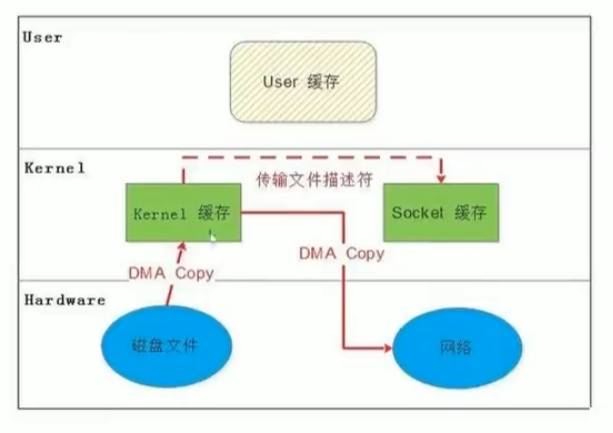 User
User 缓存
Kernel
传输文件描述符
Kernel 缓存
Socket 缓存
DMA Copy
DMA Copy
Hardware
磁盘文件
网络